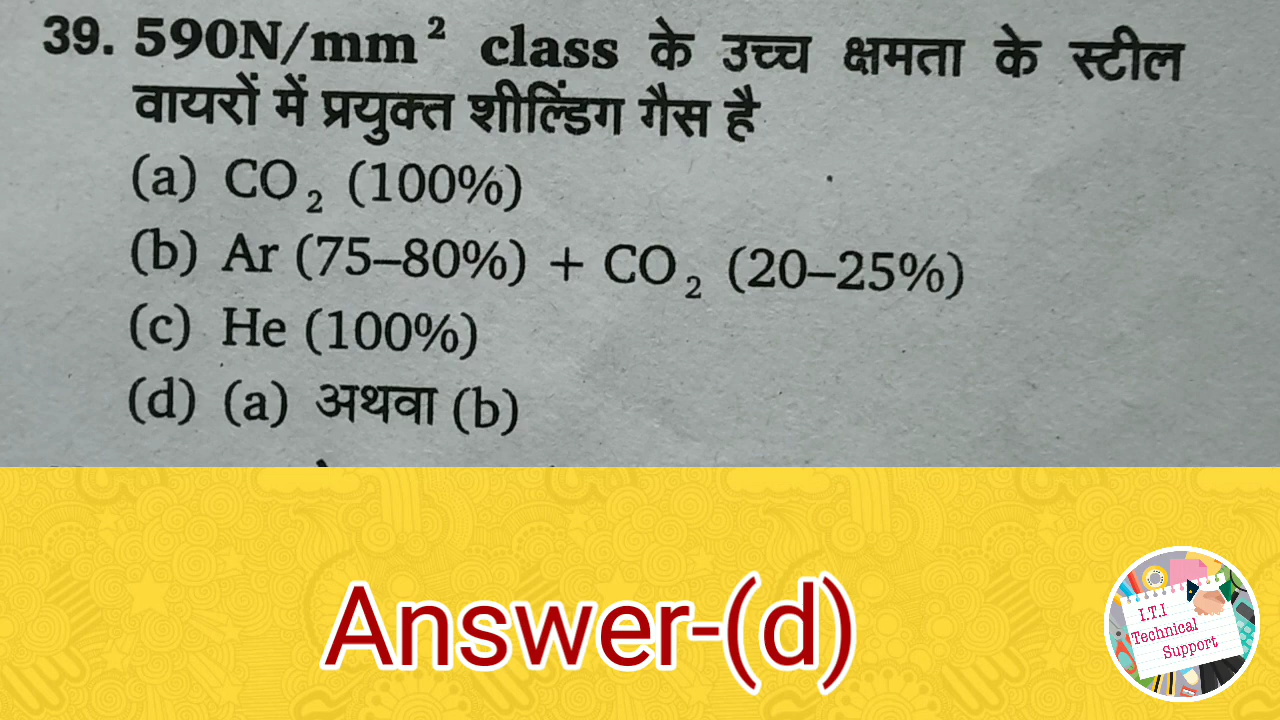 39. 590N/mm² class के उच्च क्षमता के स्टील
वायरों में प्रयुक्त शील्डिंग गैस है
(a) CO₂ (100%)
(b) Ar (75–80%) + CO₂ (20–25%)
(c) He (100%)
(d) (a) अथवा (b)
Answer-(d)
I.T.I
Technical
Support